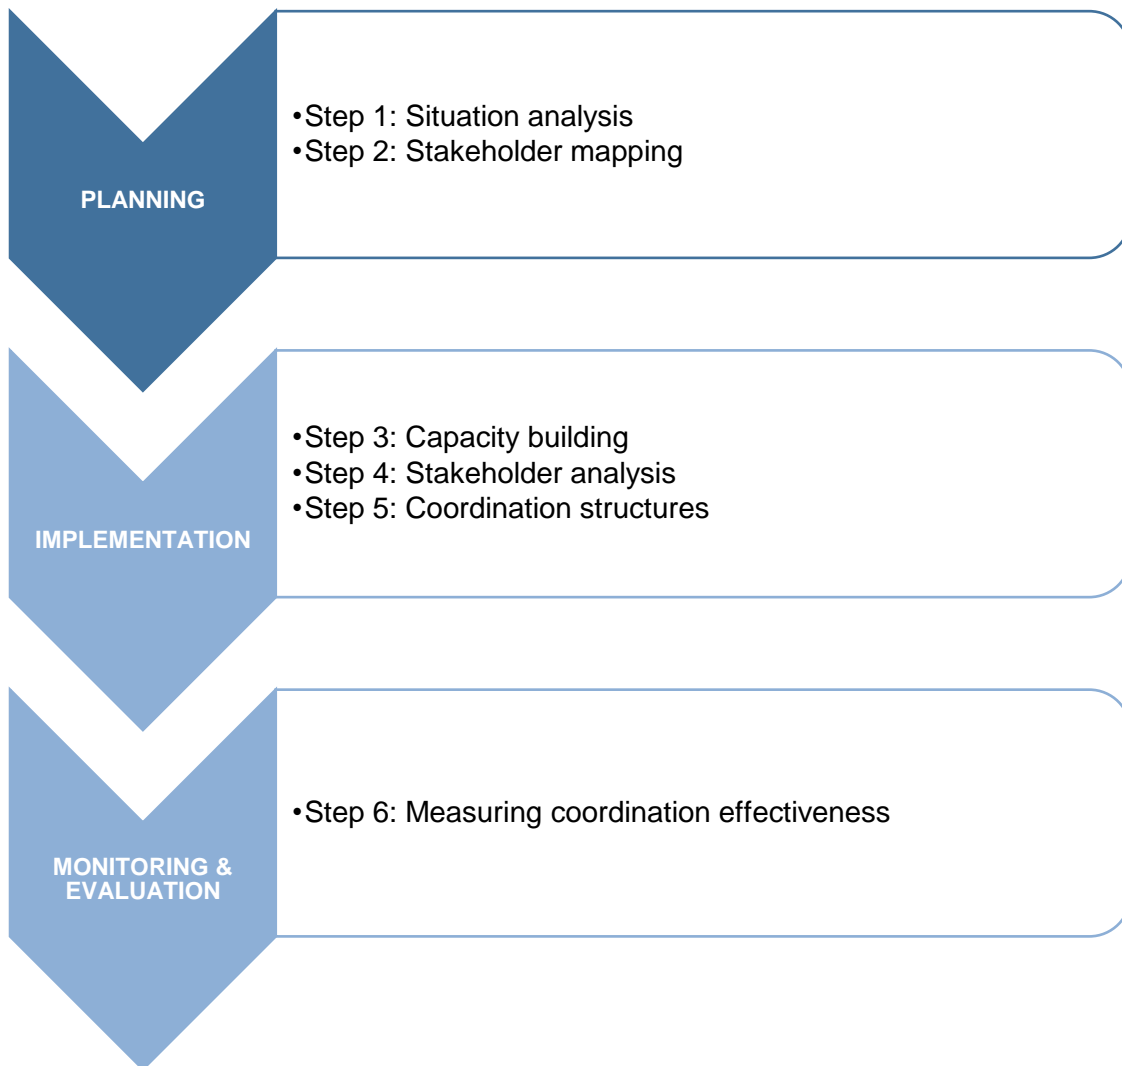 PLANNING
•Step 1: Situation analysis
•Step 2: Stakeholder mapping
IMPLEMENTATION
•Step 3: Capacity building
•Step 4: Stakeholder analysis
•Step 5: Coordination structures
MONITORING &
EVALUATION
•Step 6: Measuring coordination effectiveness